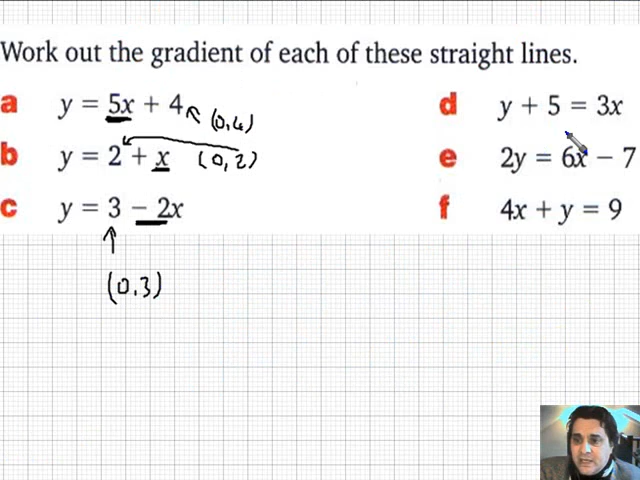 Work out the gradient of each of these straight lines.
a y = 5x + 4 (0,4)
b y = 2 + x (0,2)
c y = 3 - 2x
(0,3)
d y + 5 = 3x
e 2y = 6x - 7
f 4x + y = 9